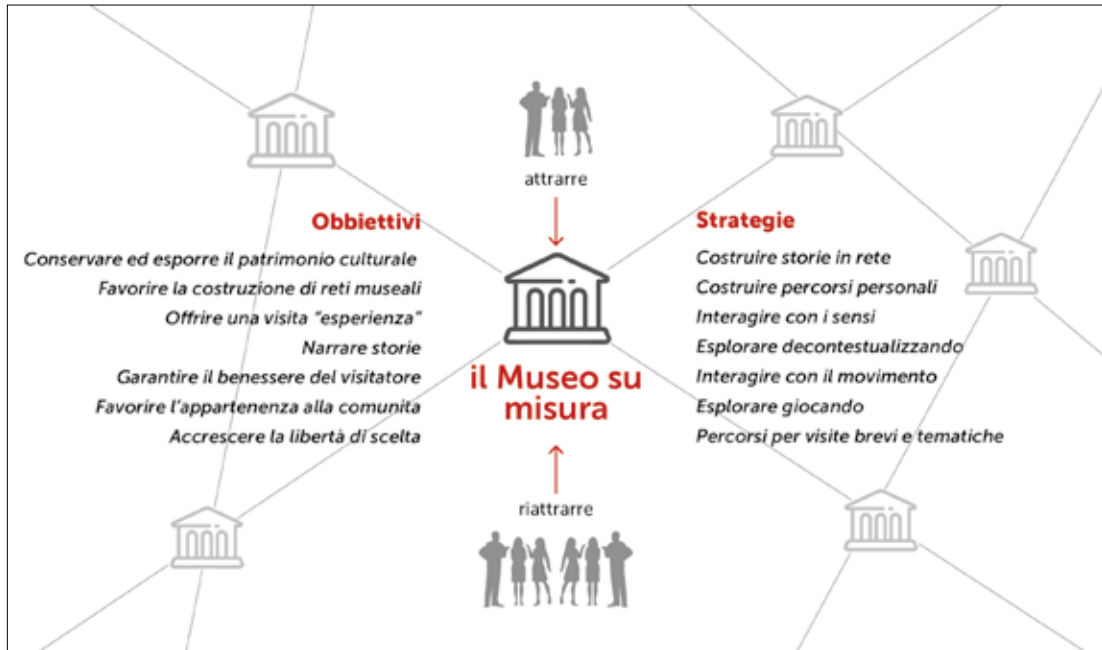 attrarre
Obbiettivi
Conservare ed esporre il patrimonio culturale
Favorire la costruzione di reti museali
Offrire una visita "esperienza"
Narrare storie
Garantire il benessere del visitatore
Favorire l'appartenenza alla comunita
Accrescere la libertà di scelta
il Museo su
misura
Strategie
Costruire storie in rete
Costruire percorsi personali
Interagire con i sensi
Esplorare decontestualizzando
Interagire con il movimento
Esplorare giocando
Percorsi per visite brevi e tematiche
riattrarre